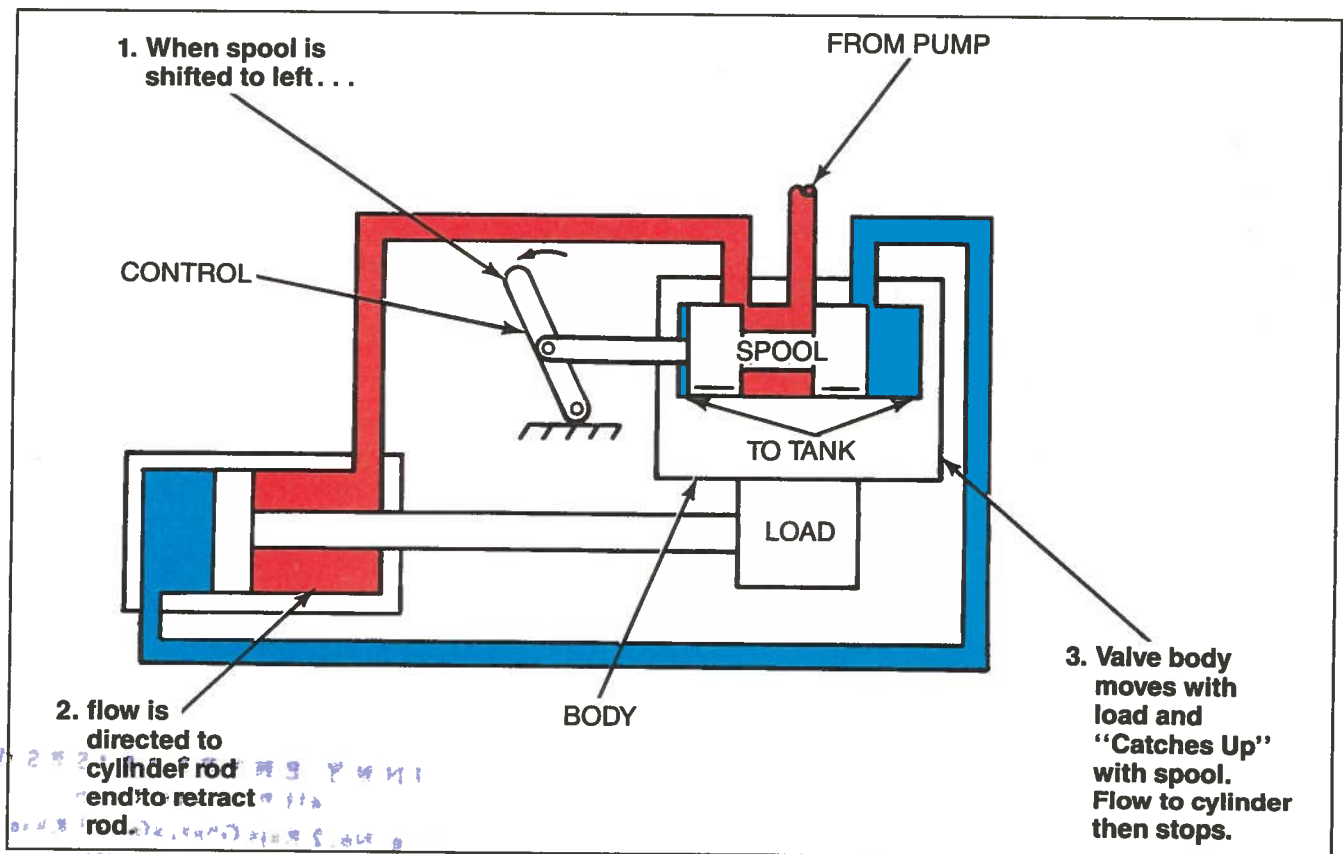 1. When spool is
shifted to left...
FROM PUMP
CONTROL
SPOOL
TO TANK
LOAD
BODY
2. flow is
directed to
cylinder rod
end to retract
rod.
3. Valve body
moves with
load and
"Catches Up"
with spool.
Flow to cylinder
then stops.